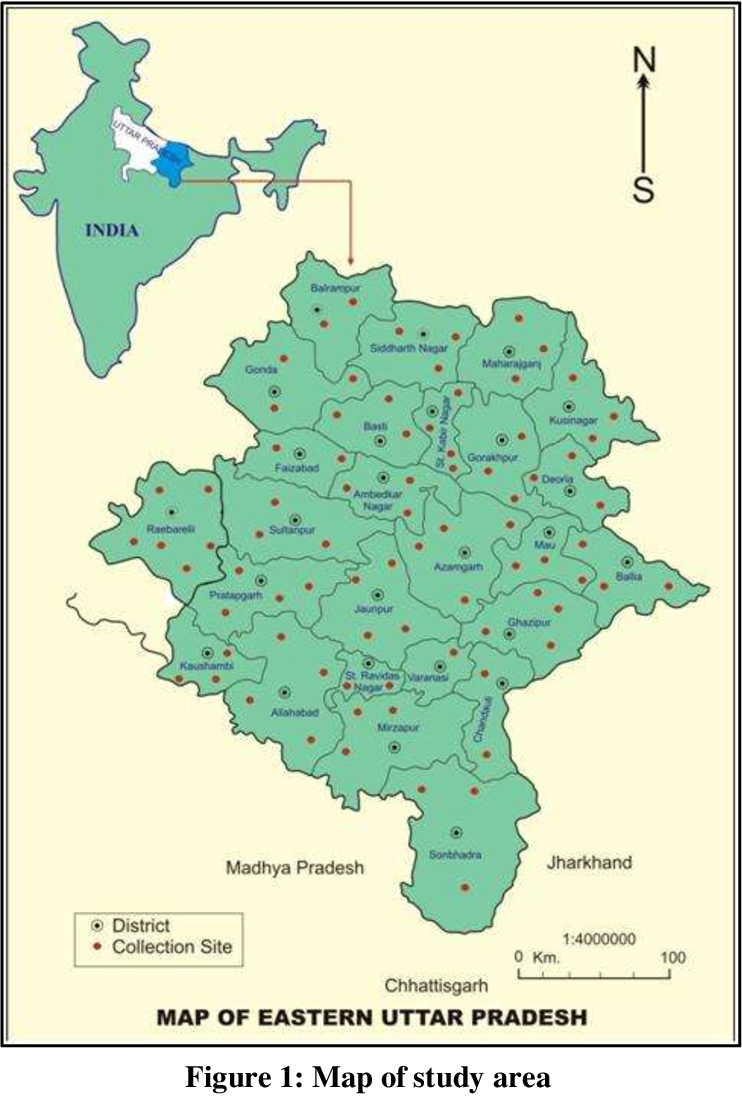 N
UTTAR PRADESH
S
INDIA
Balrampur
Siddharth Nagar
Maharajganj
Gonda
Kusinagar
St. Kabir Nagar
Basti
Gorakhpur
Faizabad
Deoria
Ambedkar
Nagar
Raebarelii
Sultanpur
Mau
Azamgarh
Ballia
Pratapgarh
Jaunpur
Ghazipur
Kaushambi
St. Ravidas
Nagar
Varanasi
Allahabad
Chandauli
Mirzapur
Sonbhadra
Madhya Pradesh
Jharkhand
District
Collection Site
1:4000000
0 Km. 100
Chhattisgarh
MAP OF EASTERN UTTAR PRADESH
Figure 1: Map of study area